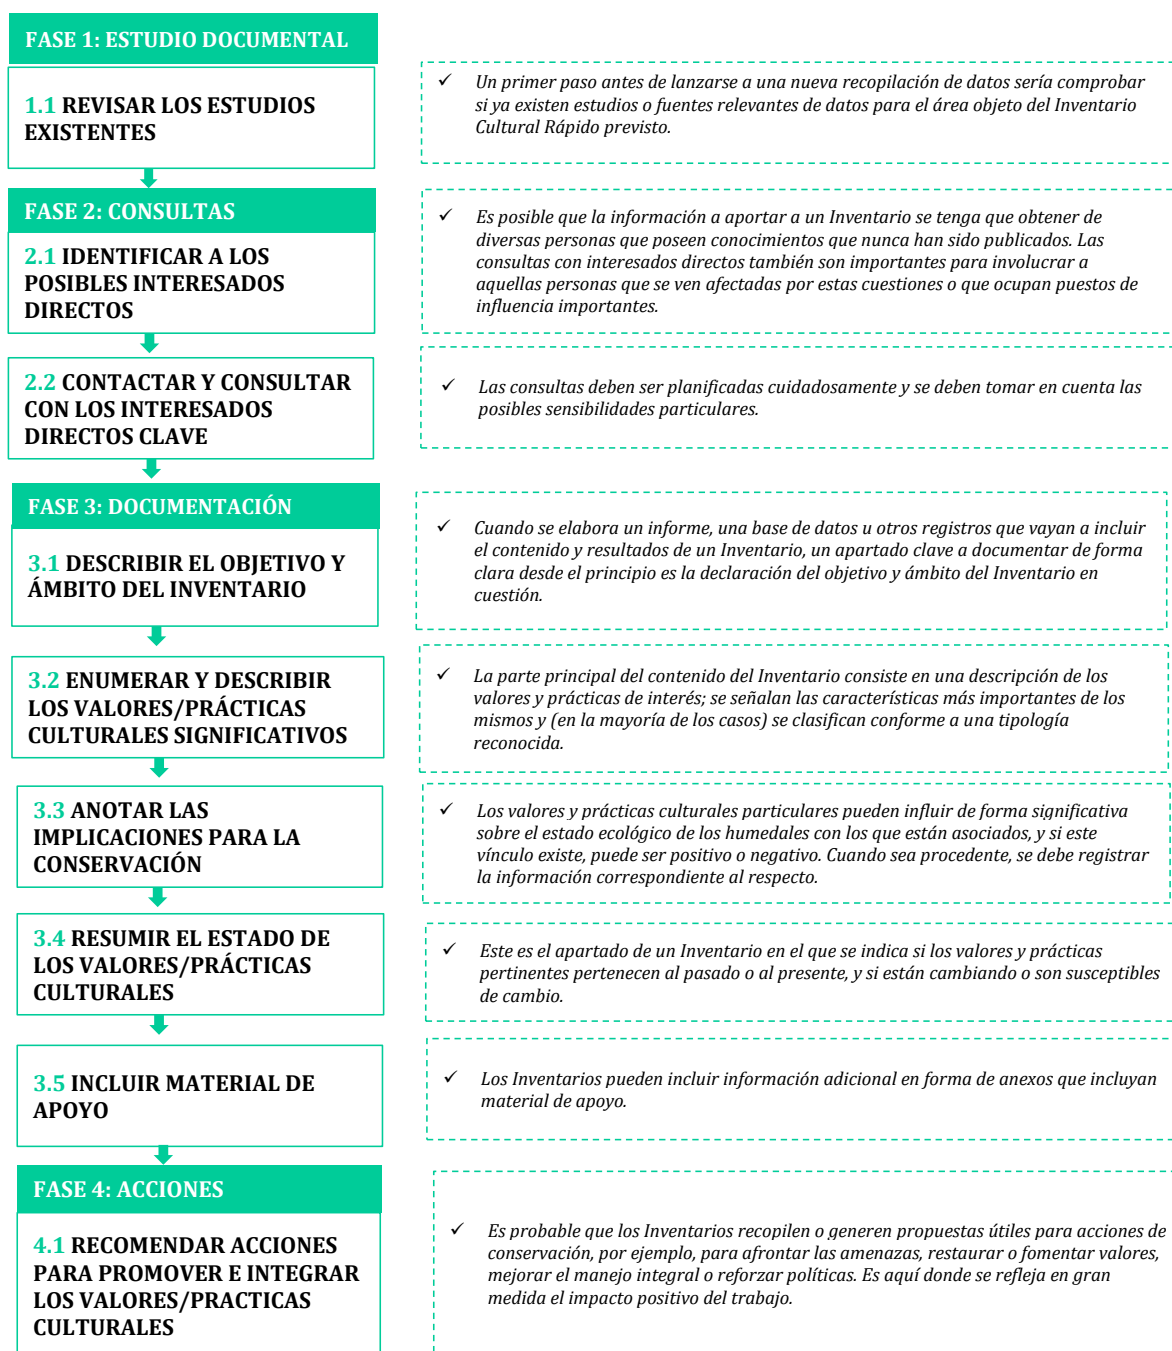 FASE 1: ESTUDIO DOCUMENTAL
1.1 REVISAR LOS ESTUDIOS
EXISTENTES
✓ Un primer paso antes de lanzarse a una nueva recopilación de datos sería comprobar
si ya existen estudios o fuentes relevantes de datos para el área objeto del Inventario
Cultural Rápido previsto.
FASE 2: CONSULTAS
2.1 IDENTIFICAR A LOS
POSIBLES INTERESADOS
DIRECTOS
✓ Es posible que la información a aportar a un Inventario se tenga que obtener de
diversas personas que poseen conocimientos que nunca han sido publicados. Las
consultas con interesados directos también son importantes para involucrar a
aquellas personas que se ven afectadas por estas cuestiones o que ocupan puestos de
influencia importantes.
2.2 CONTACTAR Y CONSULTAR
CON LOS INTERESADOS
DIRECTOS CLAVE
✓ Las consultas deben ser planificadas cuidadosamente y se deben tomar en cuenta las
posibles sensibilidades particulares.
FASE 3: DOCUMENTACIÓN
3.1 DESCRIBIR EL OBJETIVO Y
ÁMBITO DEL INVENTARIO
✓ Cuando se elabora un informe, una base de datos u otros registros que vayan a incluir
el contenido y resultados de un Inventario, un apartado clave a documentar de forma
clara desde el principio es la declaración del objetivo y ámbito del Inventario en
cuestión.
3.2 ENUMERAR Y DESCRIBIR
LOS VALORES/PRÁCTICAS
CULTURALES SIGNIFICATIVOS
✓ La parte principal del contenido del Inventario consiste en una descripción de los
valores y prácticas de interés; se señalan las características más importantes de los
mismos y (en la mayoría de los casos) se clasifican conforme a una tipología
reconocida.
3.3 ANOTAR LAS
IMPLICACIONES PARA LA
CONSERVACIÓN
✓ Los valores y prácticas culturales particulares pueden influir de forma significativa
sobre el estado ecológico de los humedales con los que están asociados, y si este
vínculo existe, puede ser positivo o negativo. Cuando sea procedente, se debe registrar
la información correspondiente al respecto.
3.4 RESUMIR EL ESTADO DE
LOS VALORES/PRÁCTICAS
CULTURALES
✓ Este es el apartado de un Inventario en el que se indica si los valores y prácticas
pertinentes pertenecen al pasado o al presente, y si están cambiando o son susceptibles
de cambio.
3.5 INCLUIR MATERIAL DE
APOYO
✓ Los Inventarios pueden incluir información adicional en forma de anexos que incluyan
material de apoyo.
FASE 4: ACCIONES
4.1 RECOMENDAR ACCIONES
PARA PROMOVER E INTEGRAR
LOS VALORES/PRACTICAS
CULTURALES
✓ Es probable que los Inventarios recopilen o generen propuestas útiles para acciones de
conservación, por ejemplo, para afrontar las amenazas, restaurar o fomentar valores,
mejorar el manejo integral o reforzar políticas. Es aquí donde se refleja en gran
medida el impacto positivo del trabajo.